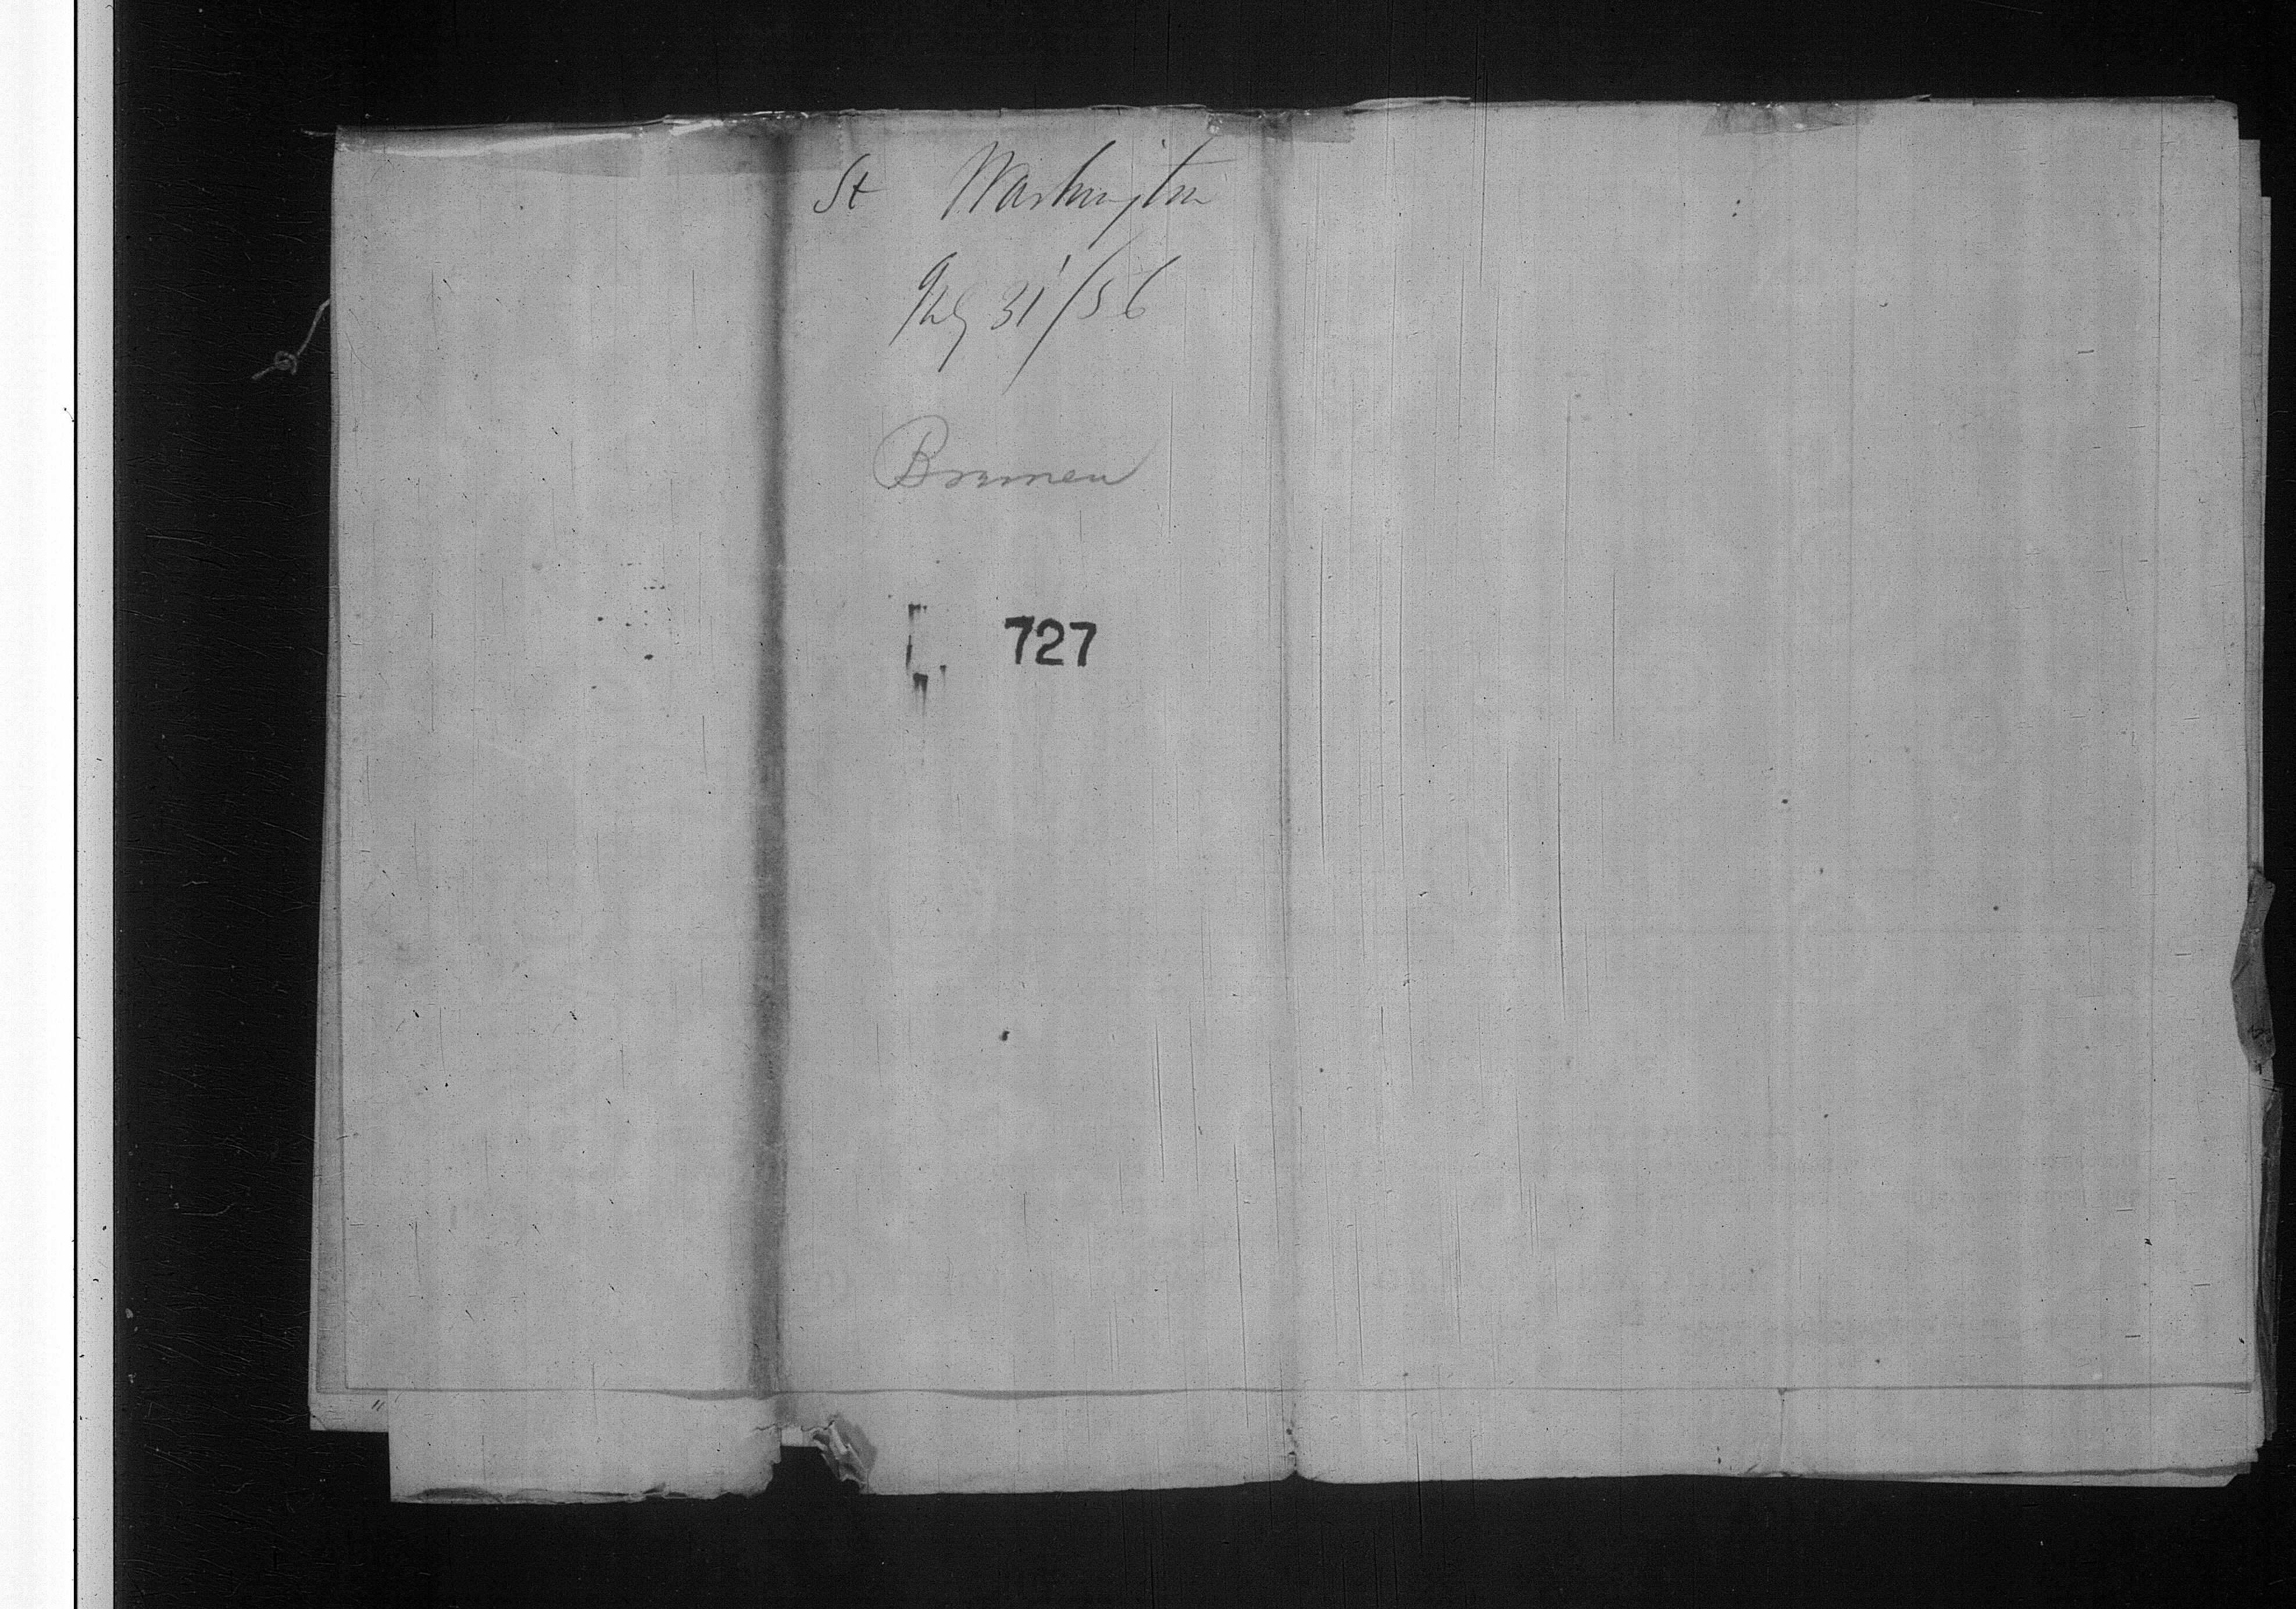 St Washington
July 31/56
Bremen
727